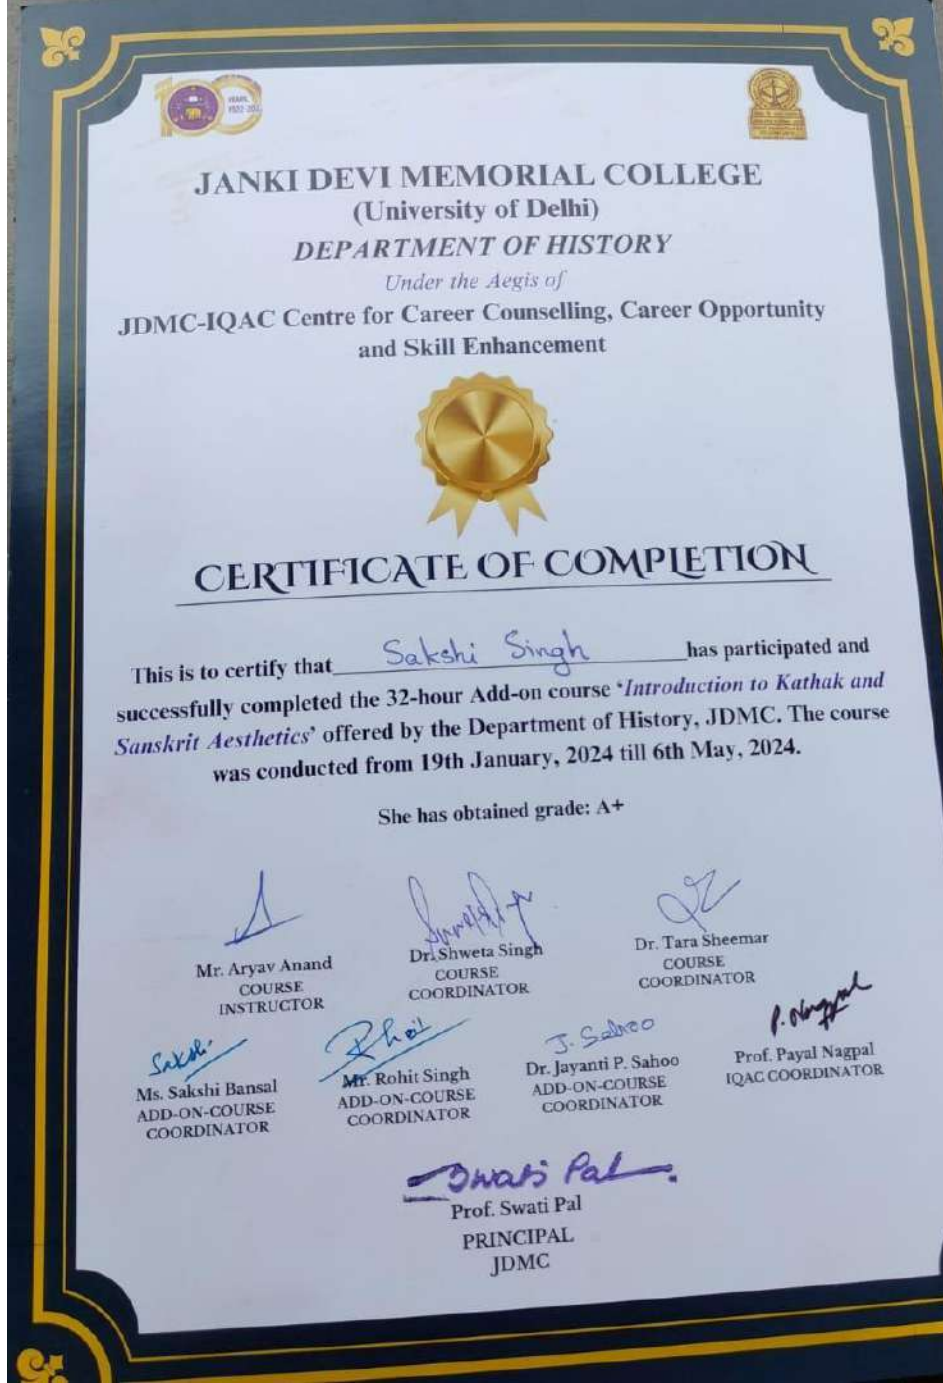 YEARS
JANKI DEVI MEMORIAL COLLEGE
(University of Delhi)
DEPARTMENT OF HISTORY
Under the Aegis of
JDMC-IQAC Centre for Career Counselling, Career Opportunity
and Skill Enhancement
CERTIFICATE OF COMPLETION
This is to certify that Sakshi Singh has participated and
successfully completed the 32-hour Add-on course 'Introduction to Kathak and
Sanskrit Aesthetics' offered by the Department of History, JDMC. The course
was conducted from 19th January, 2024 till 6th May, 2024.
She has obtained grade: A+
Mr. Aryav Anand
COURSE
INSTRUCTOR
Dr. Shweta Singh
COURSE
COORDINATOR
Dr. Tara Sheemar
COURSE
COORDINATOR
Sakshi
Ms. Sakshi Bansal
ADD-ON-COURSE
COORDINATOR
Rohit
Mr. Rohit Singh
ADD-ON-COURSE
COORDINATOR
J. Sahoo
Dr. Jayanti P. Sahoo
ADD-ON-COURSE
COORDINATOR
P. Nagpal
Prof. Payal Nagpal
IQAC COORDINATOR
Swati Pal
Prof. Swati Pal
PRINCIPAL
JDMC